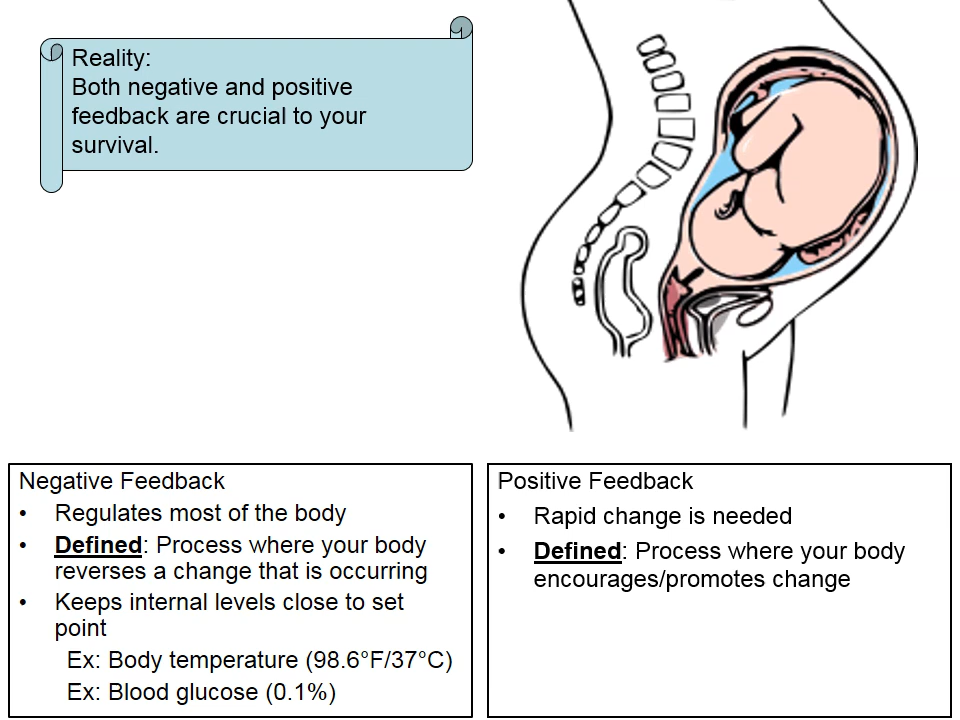 Reality:
Both negative and positive
feedback are crucial to your
survival.
Negative Feedback
• Regulates most of the body
• Defined: Process where your body
reverses a change that is occurring
• Keeps internal levels close to set
point
Ex: Body temperature (98.6°F/37°C)
Ex: Blood glucose (0.1%)
Positive Feedback
• Rapid change is needed
• Defined: Process where your body
encourages/promotes change